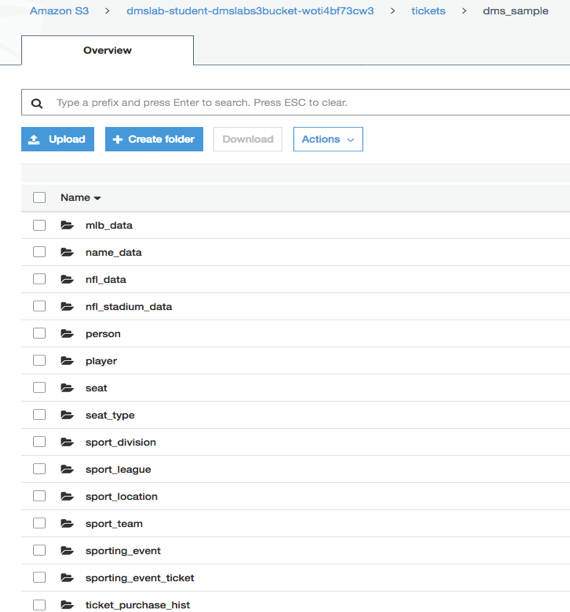 Amazon S3 > dmslab-student-dmslabs3bucket-woti4bf73cw3 > tickets > dms_sample
Overview
Type a prefix and press Enter to search. Press ESC to clear.
Upload + Create folder Download Actions
Name
mlb_data
name_data
nfl_data
nfl_stadium_data
person
player
seat
seat_type
sport_division
sport_league
sport_location
sport_team
sporting_event
sporting_event_ticket
ticket_purchase_hist